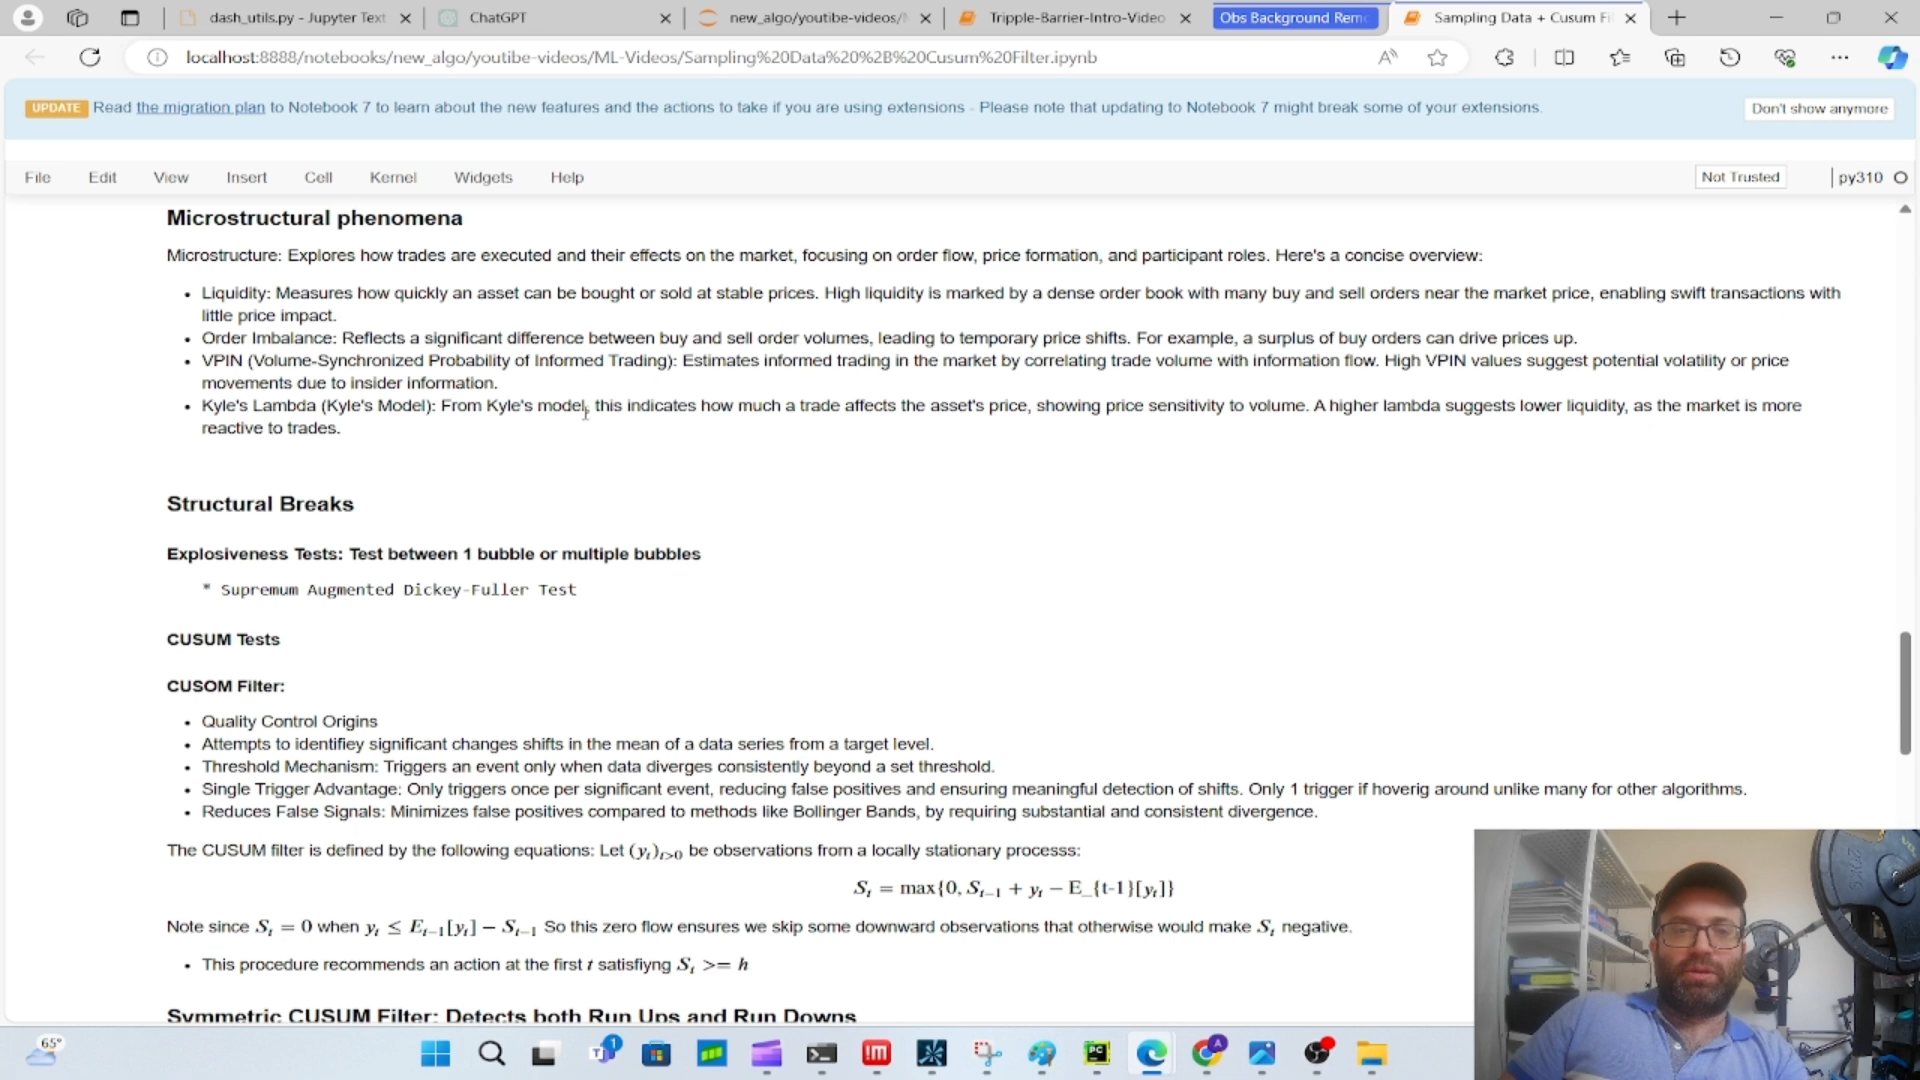 dash_utils.py - Jupyter Text
ChatGPT
new_algo/youtibe-videos/
Tripple-Barrier-Intro-Video
Obs Background Rem
Sampling Data + Cusum Fi
localhost:8888/notebooks/new_algo/youtibe-videos/ML-Videos/Sampling%20Data%20%2B%20Cusum%20Filter.ipynb
UPDATE Read the migration plan to Notebook 7 to learn about the new features and the actions to take if you are using extensions - Please note that updating to Notebook 7 might break some of your extensions.
Don't show anymore
File Edit View Insert Cell Kernel Widgets Help
Not Trusted
py310
Microstructural phenomena
Microstructure: Explores how trades are executed and their effects on the market, focusing on order flow, price formation, and participant roles. Here's a concise overview:
• Liquidity: Measures how quickly an asset can be bought or sold at stable prices. High liquidity is marked by a dense order book with many buy and sell orders near the market price, enabling swift transactions with
little price impact.
• Order Imbalance: Reflects a significant difference between buy and sell order volumes, leading to temporary price shifts. For example, a surplus of buy orders can drive prices up.
• VPIN (Volume-Synchronized Probability of Informed Trading): Estimates informed trading in the market by correlating trade volume with information flow. High VPIN values suggest potential volatility or price
movements due to insider information.
• Kyle's Lambda (Kyle's Model): From Kyle's model, this indicates how much a trade affects the asset's price, showing price sensitivity to volume. A higher lambda suggests lower liquidity, as the market is more
reactive to trades.
Structural Breaks
Explosiveness Tests: Test between 1 bubble or multiple bubbles
* Supremum Augmented Dickey-Fuller Test
CUSUM Tests
CUSOM Filter:
• Quality Control Origins
• Attempts to identifiey significant changes shifts in the mean of a data series from a target level.
• Threshold Mechanism: Triggers an event only when data diverges consistently beyond a set threshold.
• Single Trigger Advantage: Only triggers once per significant event, reducing false positives and ensuring meaningful detection of shifts. Only 1 trigger if hoverig around unlike many for other algorithms.
• Reduces False Signals: Minimizes false positives compared to methods like Bollinger Bands, by requiring substantial and consistent divergence.
The CUSUM filter is defined by the following equations: Let (yₜ)ₜ>₀ be observations from a locally stationary processs:
Sₜ = max{0, Sₜ₋₁ + yₜ − E_{t-1}[yₜ]}
Note since Sₜ = 0 when yₜ ≤ Eₜ₋₁[yₜ] − Sₜ₋₁ So this zero flow ensures we skip some downward observations that otherwise would make Sₜ negative.
• This procedure recommends an action at the first t satisfiyng Sₜ >= h
Symmetric CUSUM Filter: Detects both Run Ups and Run Downs
65°